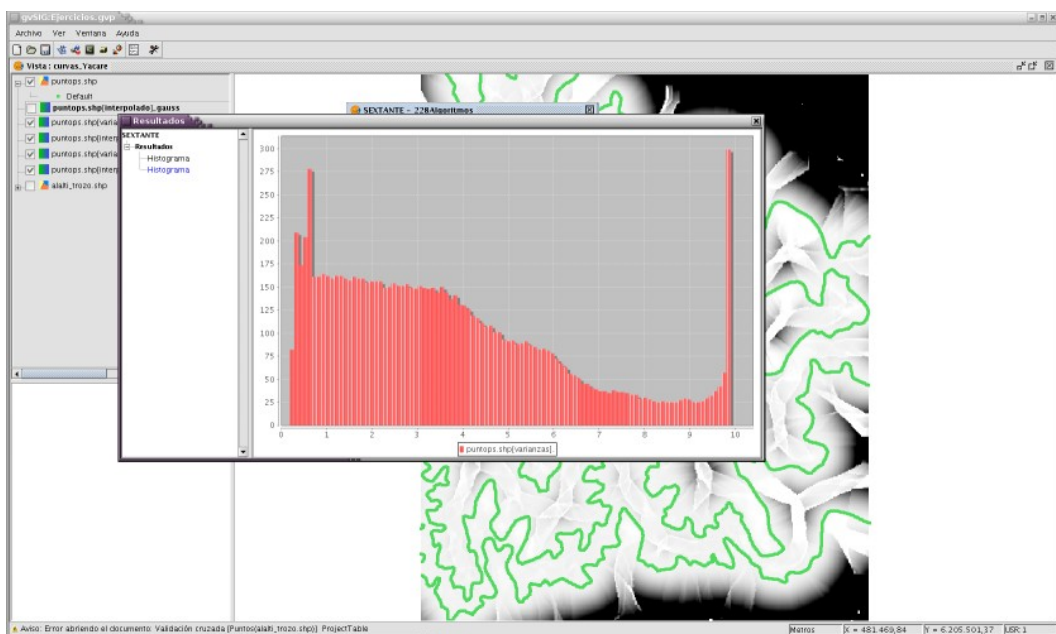 gvSIG:Ejercicios.gvp
Archivo Ver Ventana Ayuda
Vista : curvas_Yacare
puntops.shp
Default
puntops.shp[interpolado]_gauss
puntops.shp(varia
puntops.shp(inter
puntops.shp(varia
puntops.shp(inter
alalti_trozo.shp
SEXTANTE - 228Algoritmos
Resultados
SEXTANTE
Resultados
Histograma
Histograma
300
275
250
225
200
175
150
125
100
75
50
25
0
0 1 2 3 4 5 6 7 8 9 10
puntops.shp(varianzas)
Aviso: Error abriendo el documento: Validación cruzada [Puntos(alalti_trozo.shp)] ProjectTable
Metros X = 481.469,84 Y = 6.205.501,37 USR:1